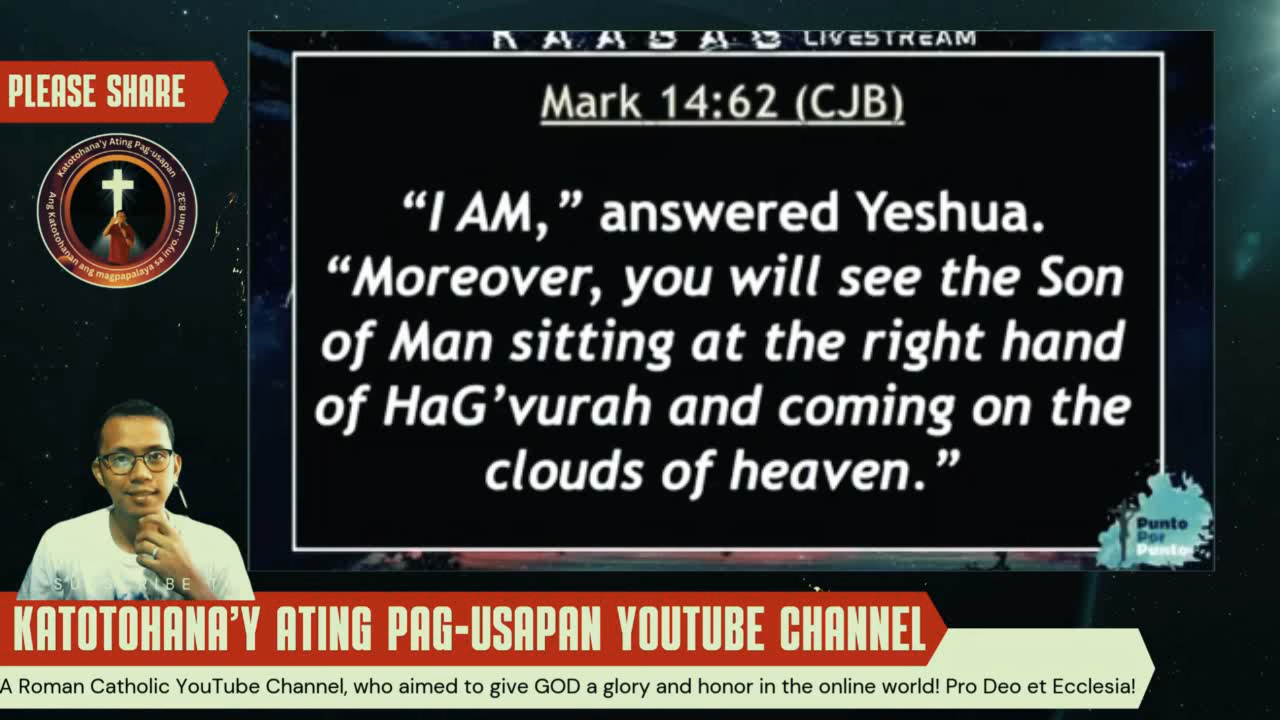 KAABAG LIVESTREAM
PLEASE SHARE
Mark 14:62 (CJB)
Katotohana'y Ating Pag-usapan
Ang Katotohanan ang magpapalaya sa inyo. Juan 8:32
“I AM,” answered Yeshua.
“Moreover, you will see the Son
of Man sitting at the right hand
of HaG’vurah and coming on the
clouds of heaven.”
Punto
Por
Punto
SUBSCRIBE
KATOTOHANA’Y ATING PAG-USAPAN YOUTUBE CHANNEL
A Roman Catholic YouTube Channel, who aimed to give GOD a glory and honor in the online world! Pro Deo et Ecclesia!